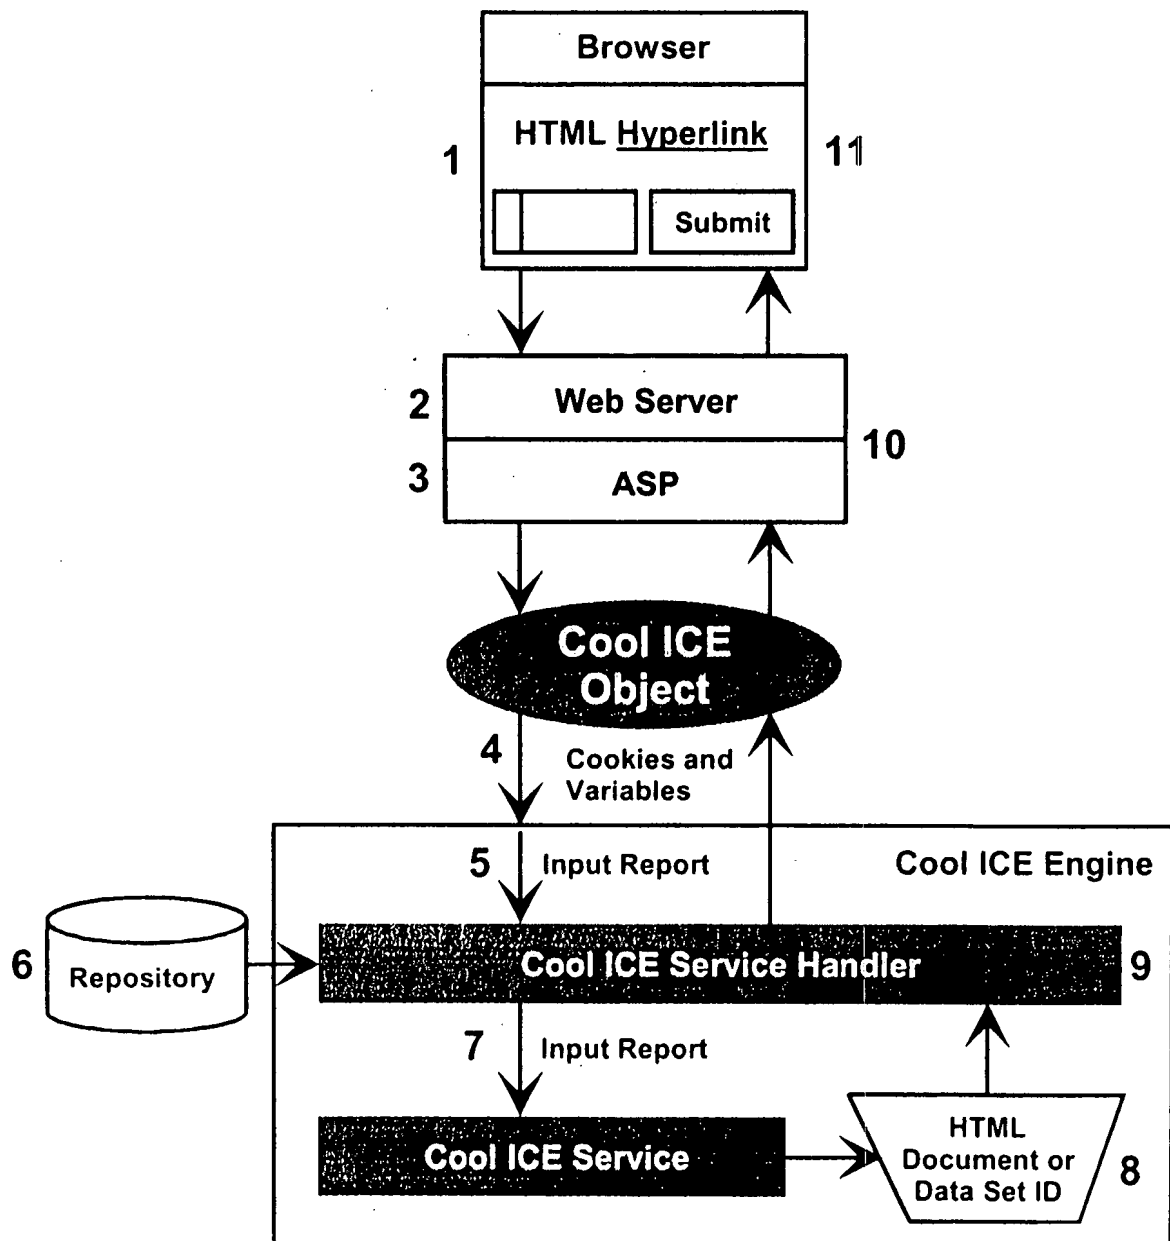 Browser
HTML Hyperlink
1
11
Submit
2
Web Server
10
3
ASP
Cool ICE
Object
4
Cookies and
Variables
5
Input Report
Cool ICE Engine
6
Repository
Cool ICE Service Handler
9
7
Input Report
Cool ICE Service
HTML
Document or
Data Set ID
8